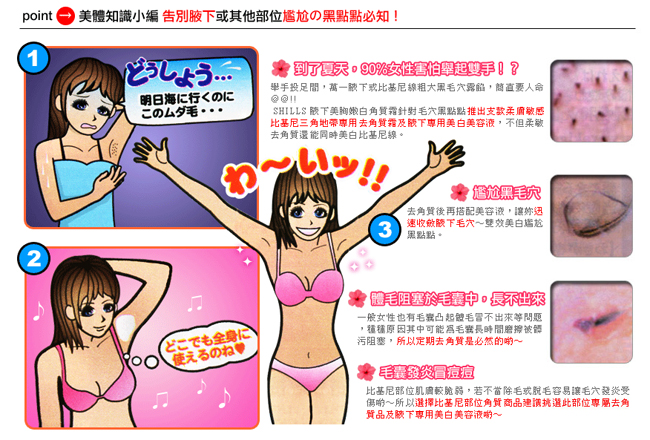 point 美體知識小編 告別腋下或其他部位尷尬の黑點點必知！
1
どうしよう...
明日海に行くのに
このムダ毛・・・
到了夏天，90%女性害怕舉起雙手！？
舉手投足間，萬一腋下或比基尼線粗大黑毛穴露餡，簡直要人命
@@!!
SHILLS 腋下美胸嫩白角質霜針對毛穴黑點點推出支款柔膚敏感
比基尼三角地帶專用去角質霜及腋下專用美白美容液，不但柔敏
去角質還能同時美白比基尼線。
わ～いッ!!
尷尬黑毛穴
3
去角質後再搭配美容液，讓妳迅
速收斂腋下毛穴～雙效美白尷尬
黑點點。
2
どこでも全身に
使えるのね♥
體毛阻塞於毛囊中，長不出來
一般女性也有毛囊凸起體毛冒不出來等問題
，種種原因其中可能爲毛囊長時間磨擦被髒
污阻塞，所以定期去角質是必然的喲～
毛囊發炎冒痘痘
比基尼部位肌膚較脆弱，若不當除毛或脫毛容易讓毛穴發炎受
傷喲～所以選擇比基尼部位角質商品建議挑選此部位專屬去角
質品及腋下專用美白美容液喲～